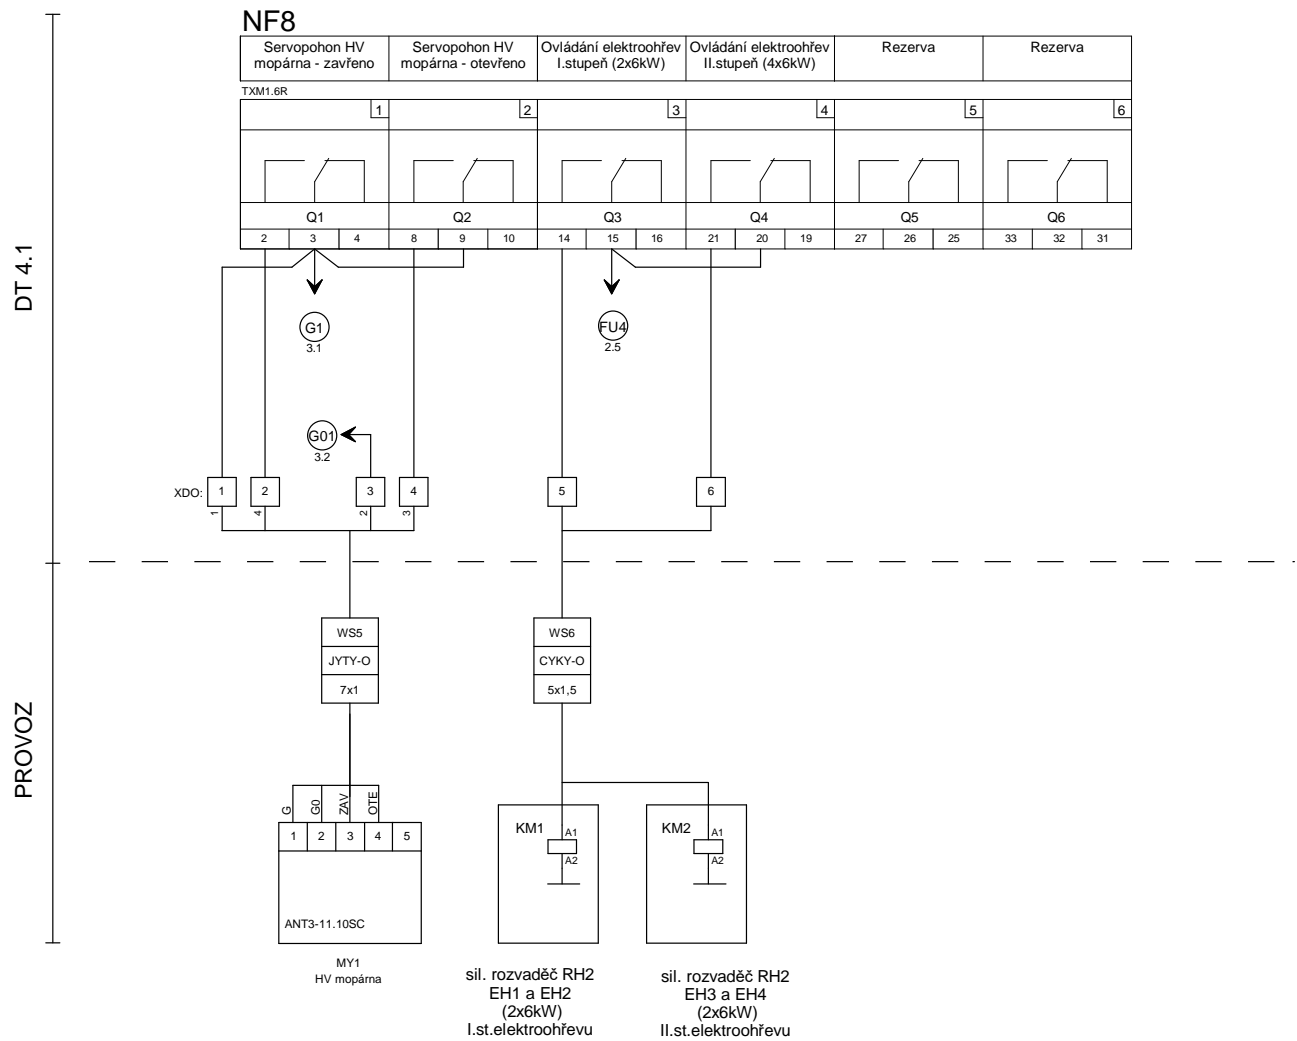 NF8
Servopohon HV
mopárna - zavřeno
Servopohon HV
mopárna - otevřeno
Ovládání elektroohřev
I.stupeň (2x6kW)
Ovládání elektroohřev
II.stupeň (4x6kW)
Rezerva
Rezerva
TXM1.6R
1
2
3
4
5
6
Q1
Q2
Q3
Q4
Q5
Q6
2
3
4
8
9
10
14
15
16
21
20
19
27
26
25
33
32
31
DT 4.1
G1
3.1
FU4
2.5
G01
3.2
XDO:
1
2
3
4
5
6
1
4
2
3
PROVOZ
WS5
JYTY-O
7x1
WS6
CYKY-O
5x1,5
G
G0
ZAV
OTE
1
2
3
4
5
ANT3-11.10SC
MY1
HV mopárna
KM1
A1
A2
KM2
A1
A2
sil. rozvaděč RH2
EH1 a EH2
(2x6kW)
I.st.elektroohřevu
sil. rozvaděč RH2
EH3 a EH4
(2x6kW)
II.st.elektroohřevu